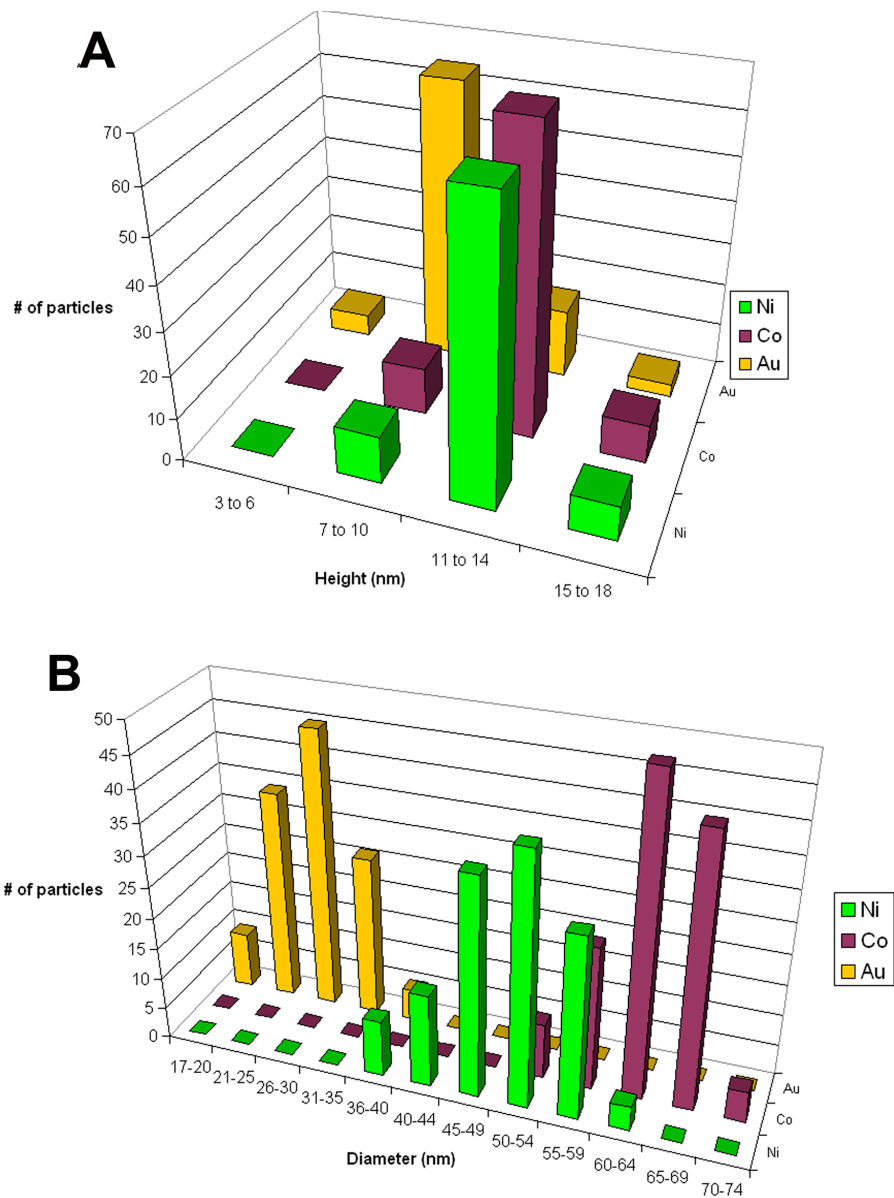 A
70
60
50
40
30
20
10
0
# of particles
3 to 6
7 to 10
11 to 14
15 to 18
Height (nm)
Ni
Co
Au
Au
Co
Ni
B
50
45
40
35
30
25
20
15
10
5
0
# of particles
17-20
21-25
26-30
31-35
36-40
40-44
45-49
50-54
55-59
60-64
65-69
70-74
Diameter (nm)
Ni
Co
Au
Au
Co
Ni